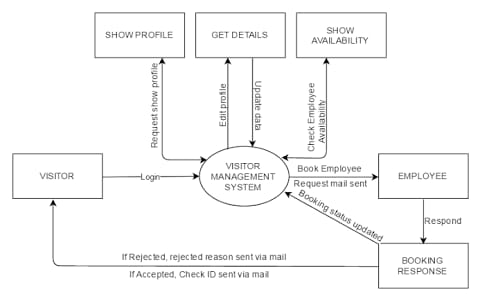 SHOW PROFILE
GET DETAILS
SHOW
AVAILABILITY
Request show profile
Edit profile
Update data
Check Employee
Availability
VISITOR
Login
VISITOR
MANAGEMENT
SYSTEM
Book Employee
Request mail sent
EMPLOYEE
Booking status updated
Respond
If Rejected, rejected reason sent via mail
If Accepted, Check ID sent via mail
BOOKING
RESPONSE